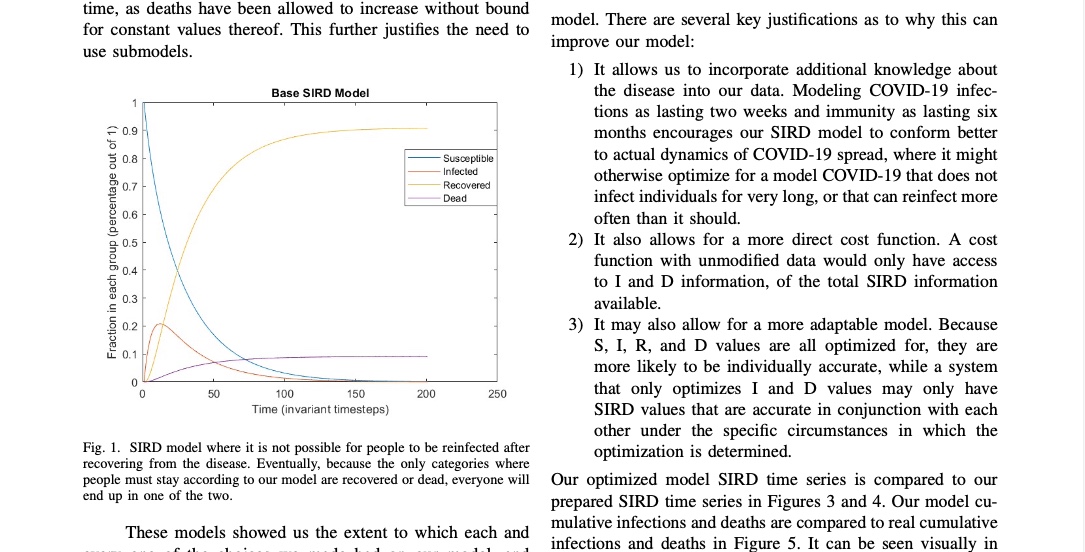 time, as deaths have been allowed to increase without bound
for constant values thereof. This further justifies the need to
use submodels.
Base SIRD Model
1
0.9
0.8
0.7
0.6
0.5
0.4
0.3
0.2
0.1
0
Fraction in each group (percentage out of 1)
Susceptible
Infected
Recovered
Dead
0 50 100 150 200 250
Time (invariant timesteps)
Fig. 1. SIRD model where it is not possible for people to be reinfected after
recovering from the disease. Eventually, because the only categories where
people must stay according to our model are recovered or dead, everyone will
end up in one of the two.
These models showed us the extent to which each and
model. There are several key justifications as to why this can
improve our model:
1) It allows us to incorporate additional knowledge about
the disease into our data. Modeling COVID-19 infec-
tions as lasting two weeks and immunity as lasting six
months encourages our SIRD model to conform better
to actual dynamics of COVID-19 spread, where it might
otherwise optimize for a model COVID-19 that does not
infect individuals for very long, or that can reinfect more
often than it should.
2) It also allows for a more direct cost function. A cost
function with unmodified data would only have access
to I and D information, of the total SIRD information
available.
3) It may also allow for a more adaptable model. Because
S, I, R, and D values are all optimized for, they are
more likely to be individually accurate, while a system
that only optimizes I and D values may only have
SIRD values that are accurate in conjunction with each
other under the specific circumstances in which the
optimization is determined.
Our optimized model SIRD time series is compared to our
prepared SIRD time series in Figures 3 and 4. Our model cu-
mulative infections and deaths are compared to real cumulative
infections and deaths in Figure 5. It can be seen visually in